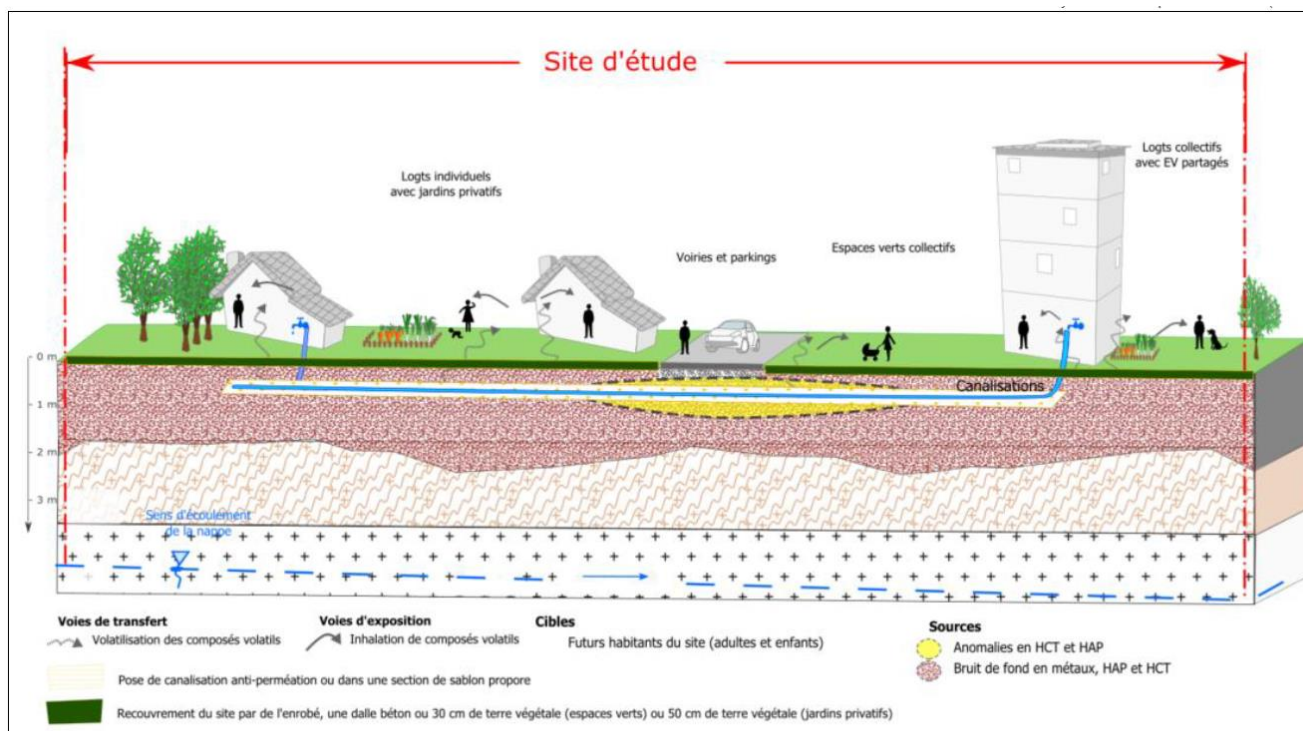 Site d'étude
Logts collectifs
avec EV partagés
Logts individuels
avec jardins privatifs
Voiries et parkings
Espaces verts collectifs
0 m
Canalisations
1 m
2 m
3 m
Sens d'écoulement
de la nappe
Voies de transfert
Volatilisation des composés volatils
Voies d'exposition
Inhalation de composés volatils
Cibles
Futurs habitants du site (adultes et enfants)
Sources
Anomalies en HCT et HAP
Bruit de fond en métaux, HAP et HCT
Pose de canalisation anti-perméation ou dans une section de sablon propore
Recouvrement du site par de l'enrobé, une dalle béton ou 30 cm de terre végétale (espaces verts) ou 50 cm de terre végétale (jardins privatifs)